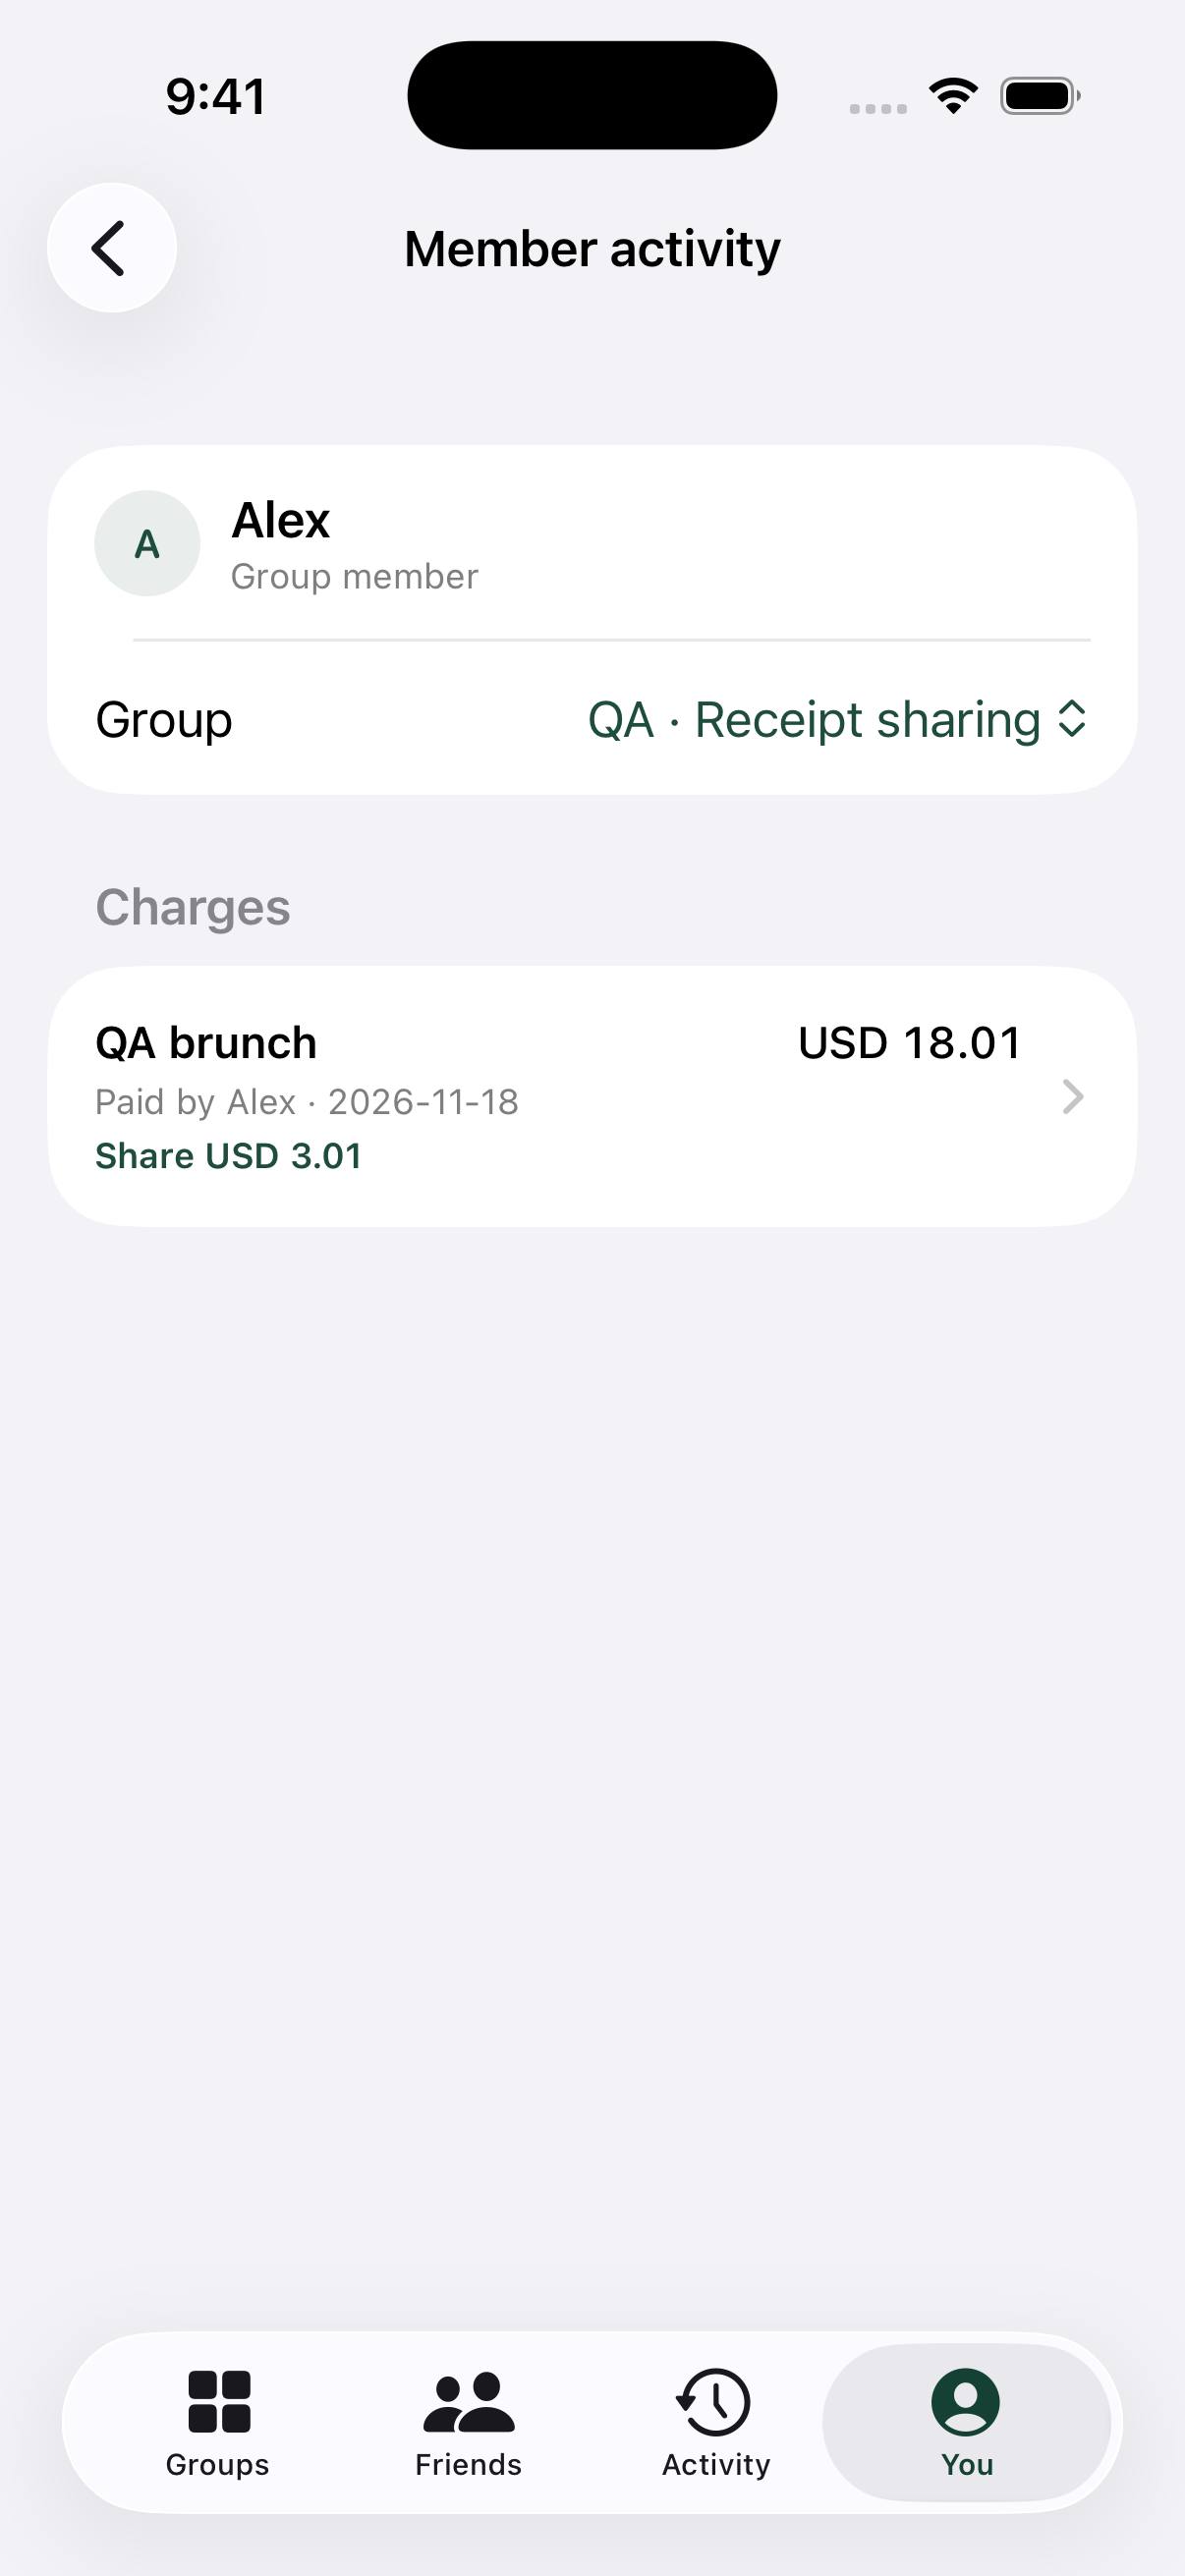 9:41
Member activity
A
Alex
Group member
Group
QA · Receipt sharing
Charges
QA brunch
USD 18.01
Paid by Alex · 2026-11-18
Share USD 3.01
Groups
Friends
Activity
You